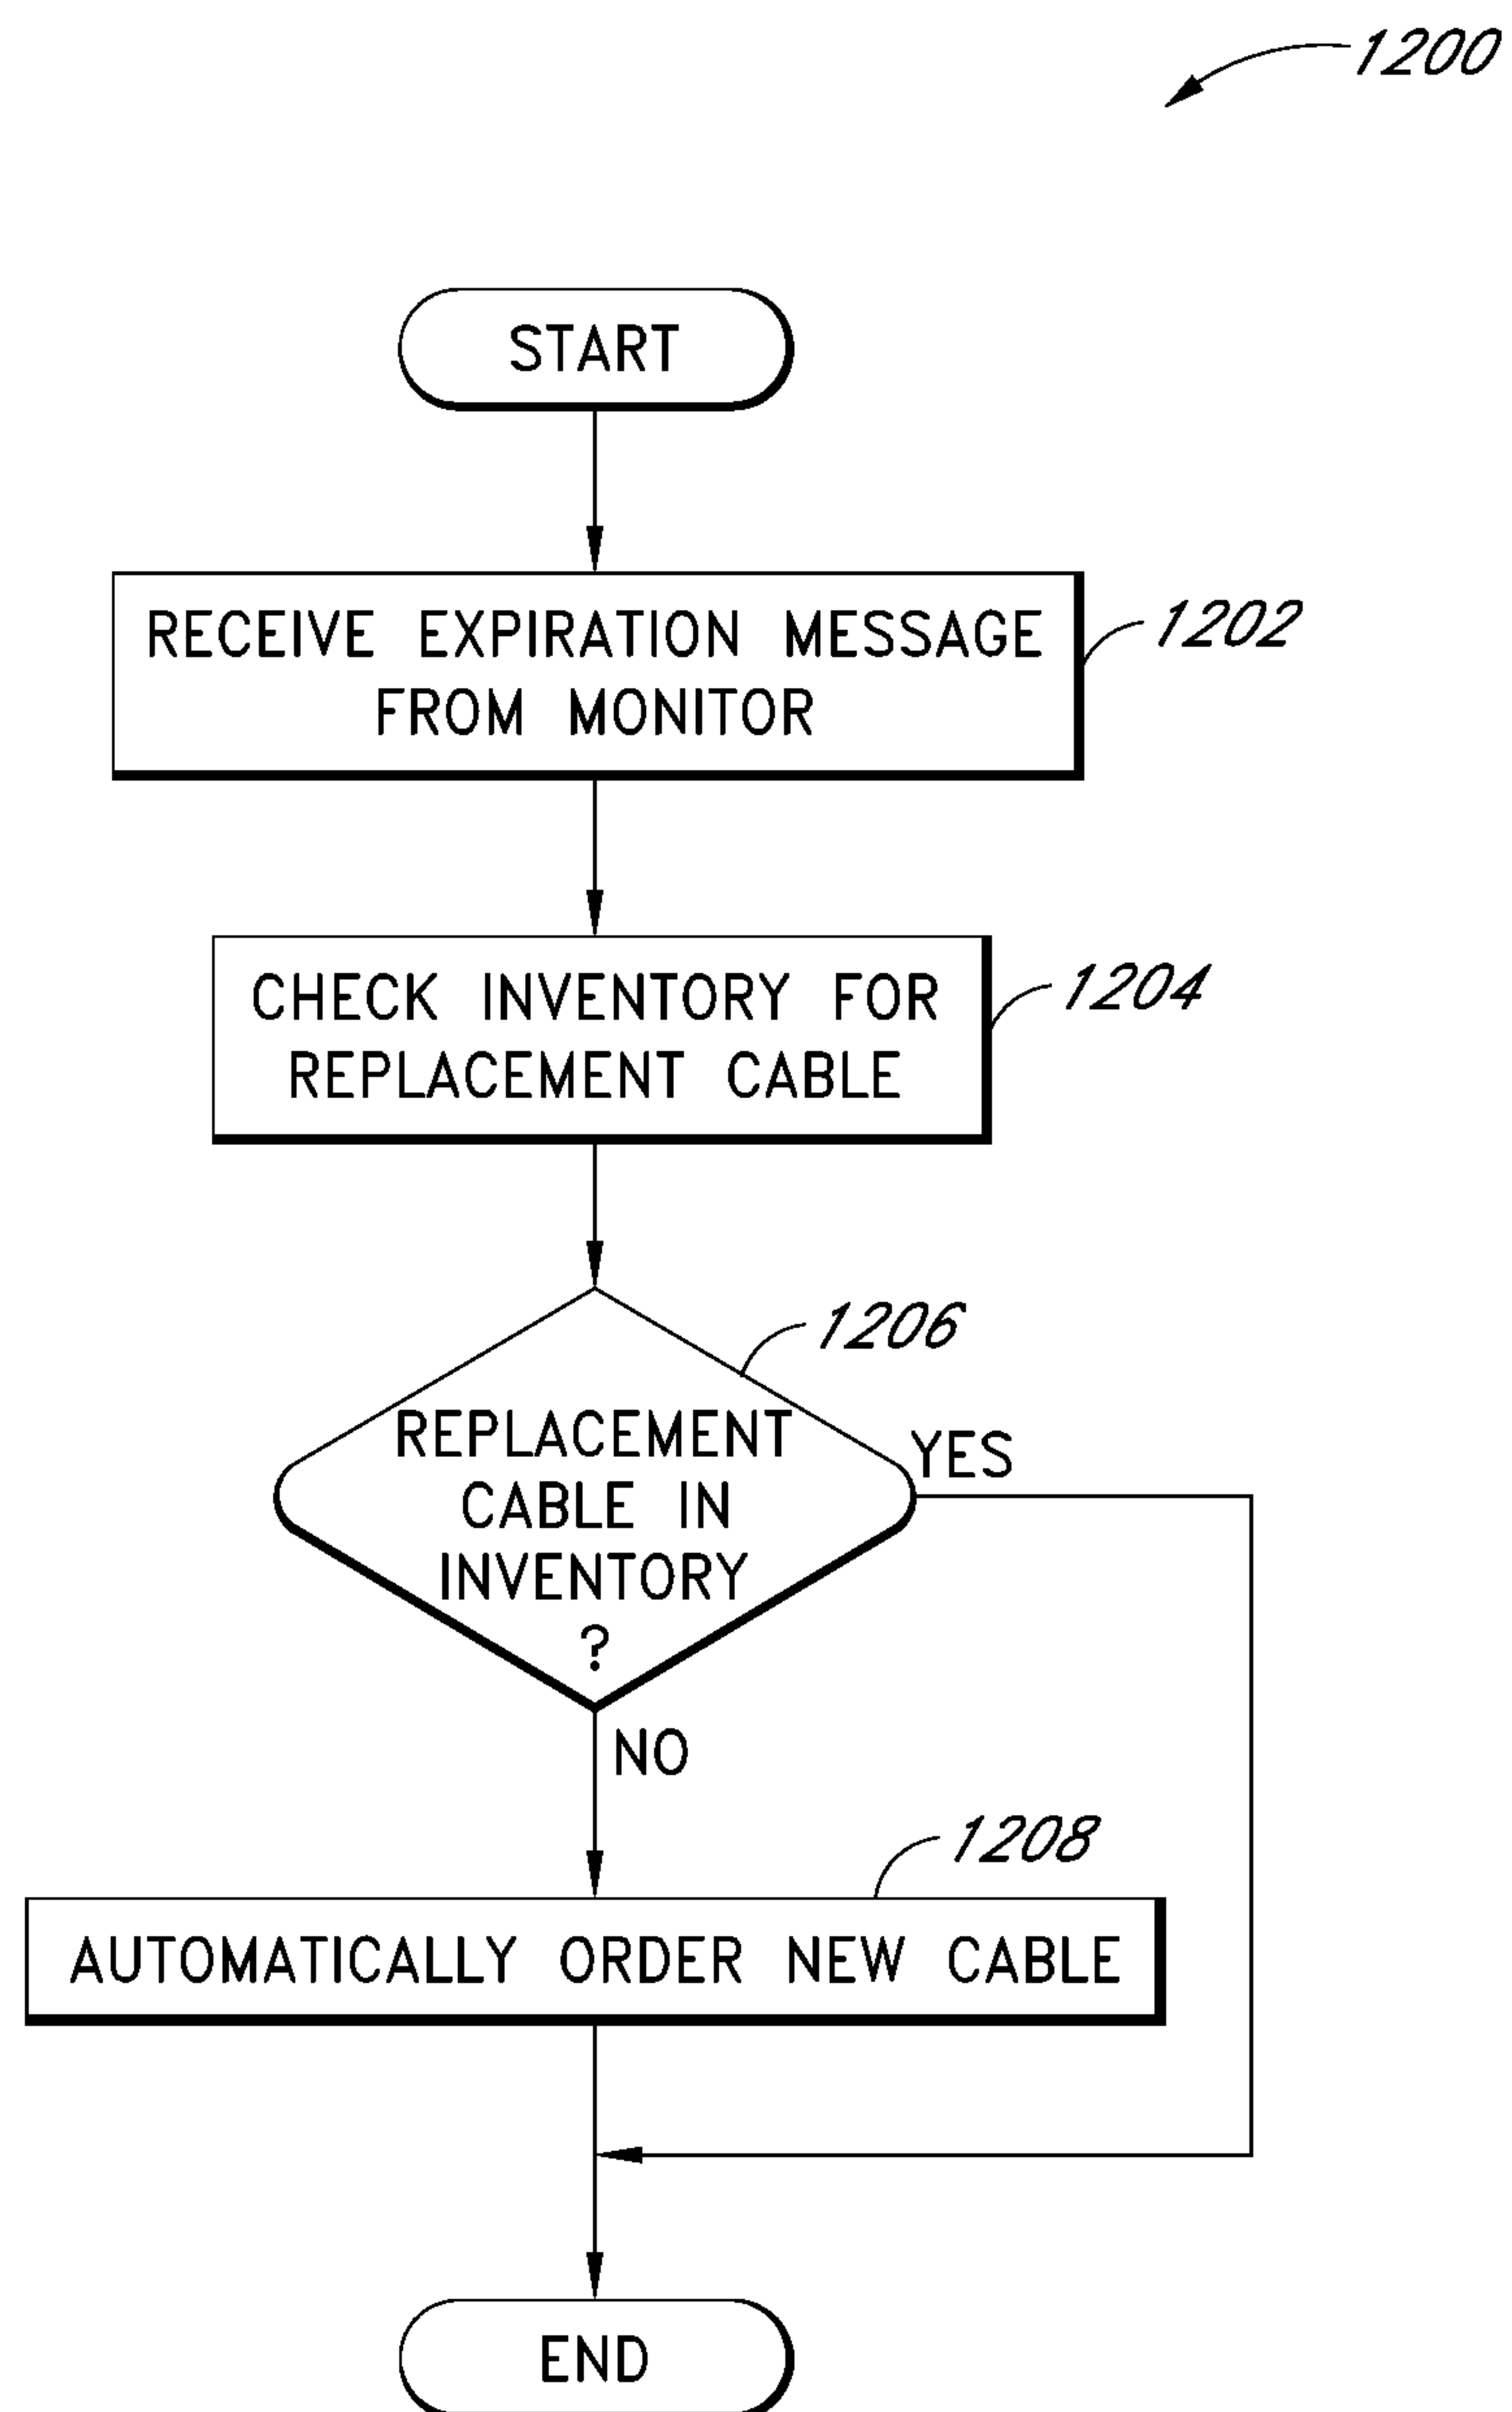 1200
START
RECEIVE EXPIRATION MESSAGE
FROM MONITOR
1202
CHECK INVENTORY FOR
REPLACEMENT CABLE
1204
1206
REPLACEMENT
CABLE IN
INVENTORY
?
YES
NO
1208
AUTOMATICALLY ORDER NEW CABLE
END